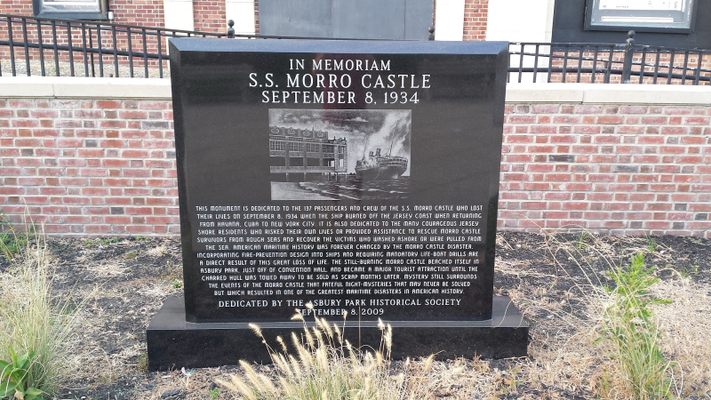 IN MEMORIAM
S.S. MORRO CASTLE
SEPTEMBER 8, 1934
THIS MONUMENT IS DEDICATED TO THE 137 PASSENGERS AND CREW OF THE S.S. MORRO CASTLE WHO LOST
THEIR LIVES ON SEPTEMBER 8, 1934 WHEN THE SHIP BURNED OFF THE JERSEY COAST WHEN RETURNING
FROM HAVANA, CUBA TO NEW YORK CITY. IT IS ALSO DEDICATED TO THE MANY COURAGEOUS JERSEY
SHORE RESIDENTS WHO RISKED THEIR OWN LIVES OR PROVIDED ASSISTANCE TO RESCUE MORRO CASTLE
SURVIVORS FROM ROUGH SEAS AND RECOVER THE VICTIMS WHO WASHED ASHORE OR WERE PULLED FROM
THE SEA. AMERICAN MARITIME HISTORY WAS FOREVER CHANGED BY THE MORRO CASTLE DISASTER.
INCORPORATING FIRE-PREVENTION DESIGN INTO SHIPS AND REQUIRING MANDATORY LIFE-BOAT DRILLS ARE
A DIRECT RESULT OF THIS GREAT LOSS OF LIFE. THE STILL-BURNING MORRO CASTLE BEACHED ITSELF IN
ASBURY PARK, JUST OFF OF CONVENTION HALL, AND BECAME A MAJOR TOURIST ATTRACTION UNTIL THE
CHARRED HULL WAS TOWED AWAY TO BE SOLD AS SCRAP MONTHS LATER. MYSTERY STILL SURROUNDS
THE EVENTS OF THE MORRO CASTLE THAT FATEFUL NIGHT-MYSTERIES THAT MAY NEVER BE SOLVED
BUT WHICH RESULTED IN ONE OF THE GREATEST MARITIME DISASTERS IN AMERICAN HISTORY.
DEDICATED BY THE ASBURY PARK HISTORICAL SOCIETY
SEPTEMBER 8, 2009